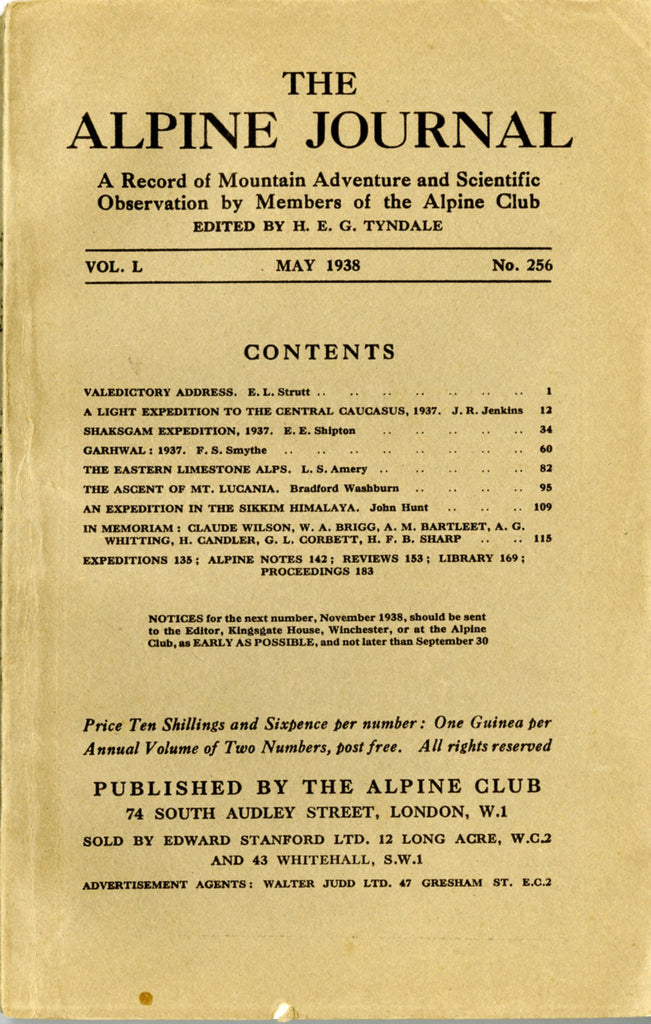 THE
ALPINE JOURNAL
A Record of Mountain Adventure and Scientific
Observation by Members of the Alpine Club
EDITED BY H. E. G. TYNDALE
VOL. L MAY 1938 No. 256
CONTENTS
VALEDICTORY ADDRESS. E. L. Strutt .. .. .. .. .. .. .. 1
A LIGHT EXPEDITION TO THE CENTRAL CAUCASUS, 1937. J. R. Jenkins 12
SHAKSGAM EXPEDITION, 1937. E. E. Shipton .. .. .. .. .. 34
GARHWAL : 1937. F. S. Smythe .. .. .. .. .. .. .. .. 60
THE EASTERN LIMESTONE ALPS. L. S. Amery .. .. .. .. .. 82
THE ASCENT OF MT. LUCANIA. Bradford Washburn .. .. .. .. 95
AN EXPEDITION IN THE SIKKIM HIMALAYA. John Hunt .. .. .. 109
IN MEMORIAM : CLAUDE WILSON, W. A. BRIGG, A. M. BARTLEET, A. G.
WHITTING, H. CANDLER, G. L. CORBETT, H. F. B. SHARP .. .. 115
EXPEDITIONS 135 ; ALPINE NOTES 142 ; REVIEWS 153 ; LIBRARY 169 ;
PROCEEDINGS 183
NOTICES for the next number, November 1938, should be sent
to the Editor, Kingsgate House, Winchester, or at the Alpine
Club, as EARLY AS POSSIBLE, and not later than September 30
Price Ten Shillings and Sixpence per number : One Guinea per
Annual Volume of Two Numbers, post free. All rights reserved
PUBLISHED BY THE ALPINE CLUB
74 SOUTH AUDLEY STREET, LONDON, W.1
SOLD BY EDWARD STANFORD LTD. 12 LONG ACRE, W.C.2
AND 43 WHITEHALL, S.W.1
ADVERTISEMENT AGENTS : WALTER JUDD LTD. 47 GRESHAM ST. E.C.2